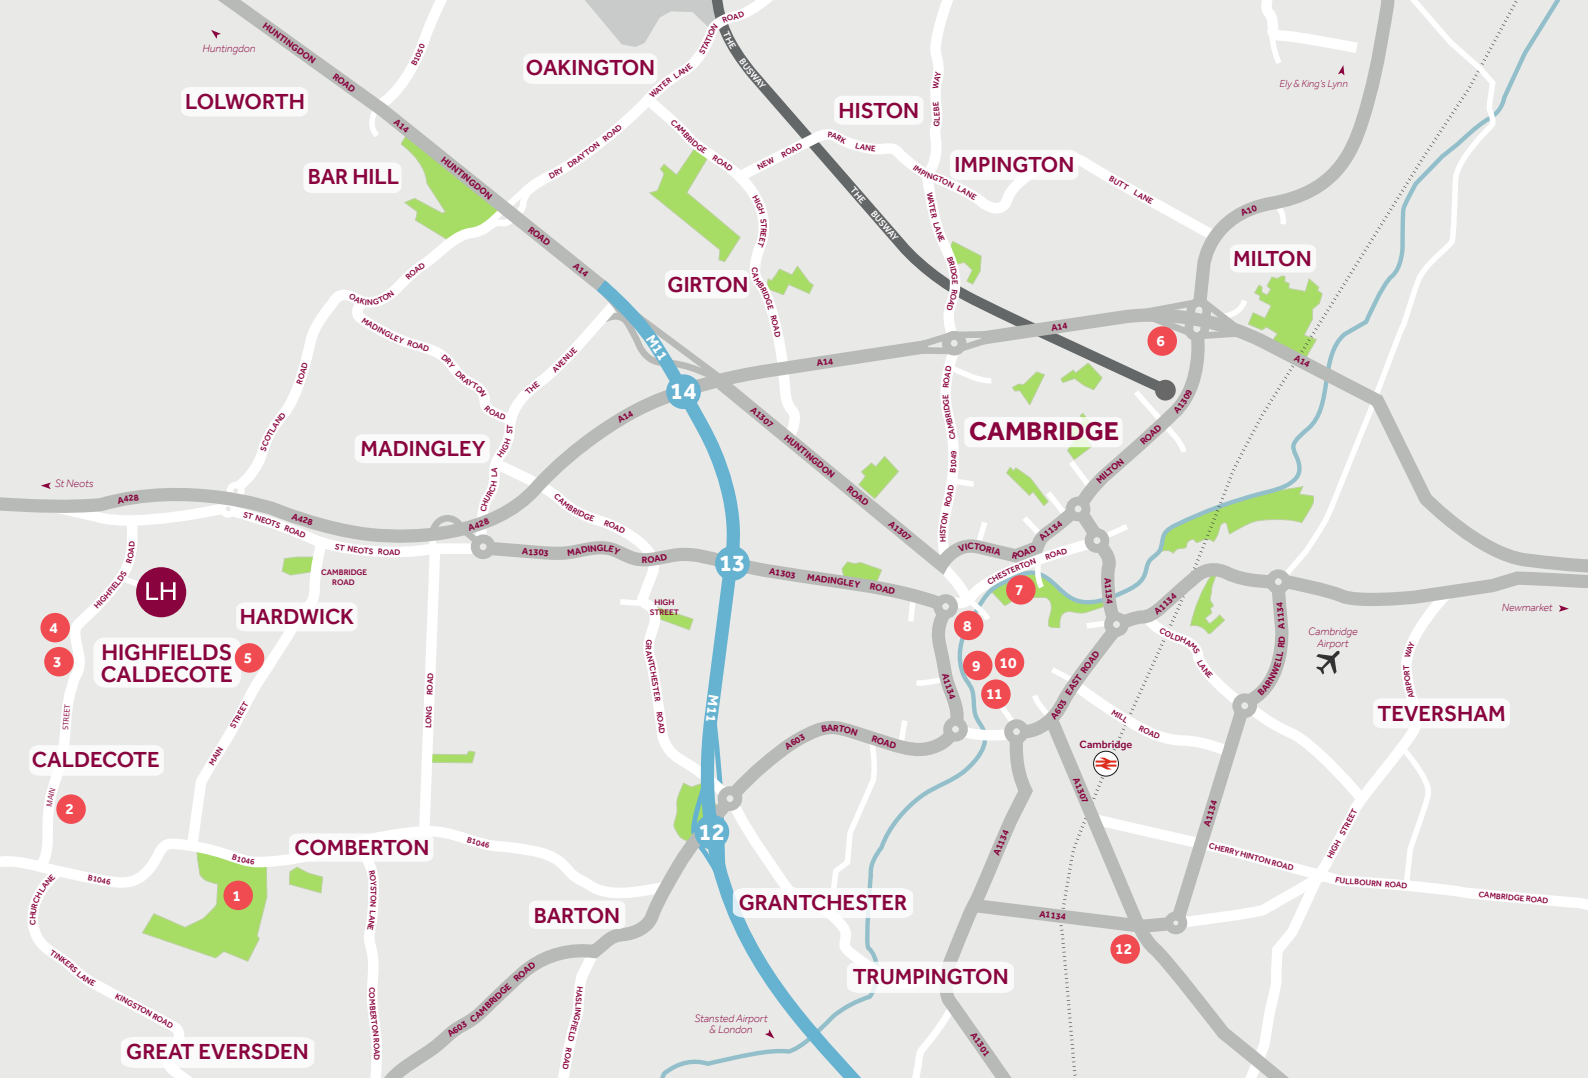 STATION ROAD
HUNTINGDON ROAD
Huntingdon
B1050
THE BUSWAY
OAKINGTON
WATER LANE
GLEBE WAY
Ely & King's Lynn
LOLWORTH
HISTON
A14
CAMBRIDGE ROAD
NEW ROAD
PARK LANE
DRY DRAYTON ROAD
IMPINGTON
IMPINGTON LANE
BUTT LANE
BAR HILL
HUNTINGDON ROAD
HIGH STREET
THE BUSWAY
WATER LANE
A10
MILTON
A14
OAKINGTON ROAD
GIRTON
CAMBRIDGE ROAD
BRIDGE ROAD
MADINGLEY ROAD
M11
A14
A14
6
A14
DRY DRAYTON ROAD
THE AVENUE
14
SCOTLAND ROAD
A14
A1307
HUNTINGDON ROAD
CAMBRIDGE ROAD
B1049
HISTON ROAD
A1309
MILTON ROAD
CAMBRIDGE
MADINGLEY
HIGH ST
CHURCH LA
St Neots
A428
ST NEOTS ROAD
A428
A428
CAMBRIDGE ROAD
A1307
ST NEOTS ROAD
A1303 MADINGLEY ROAD
13
A1303 MADINGLEY ROAD
VICTORIA ROAD
A1134
CHESTERTON ROAD
HIGHFIELDS ROAD
CAMBRIDGE
ROAD
LH
HARDWICK
HIGH
STREET
7
A1134
A1134
A1134
Newmarket
4
3
HIGHFIELDS
CALDECOTE
5
8
9
10
11
COLDHAMS LANE
Cambridge
Airport
GRANTCHESTER ROAD
A1134
A603 EAST ROAD
BARNWELL RD
AIRPORT WAY
LONG ROAD
M11
STREET
MAIN STREET
MILL ROAD
TEVERSHAM
CALDECOTE
A603
BARTON ROAD
Cambridge
MAIN
2
A1307
A1134
12
A1134
HIGH STREET
COMBERTON
B1046
B1046
B1046
CHERRY HINTON ROAD
FULLBOURN ROAD
CAMBRIDGE ROAD
CHURCH LANE
1
ROYSTON LANE
BARTON
GRANTCHESTER
A1134
12
TINKERS LANE
KINGSTON ROAD
TRUMPINGTON
A603 CAMBRIDGE ROAD
COMBERTON ROAD
HASLINGFIELD ROAD
Stansted Airport
& London
A1301
GREAT EVERSDEN